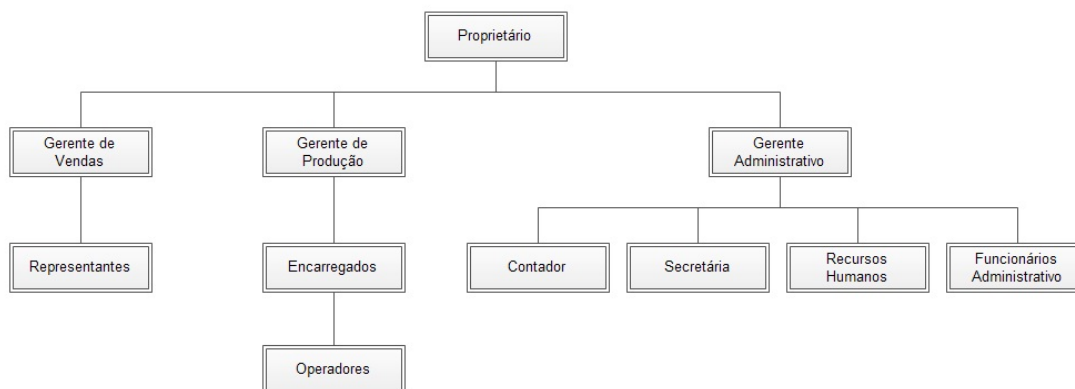 Proprietário
Gerente de
Vendas
Gerente de
Produção
Gerente
Administrativo
Representantes
Encarregados
Contador
Secretária
Recursos
Humanos
Funcionários
Administrativo
Operadores